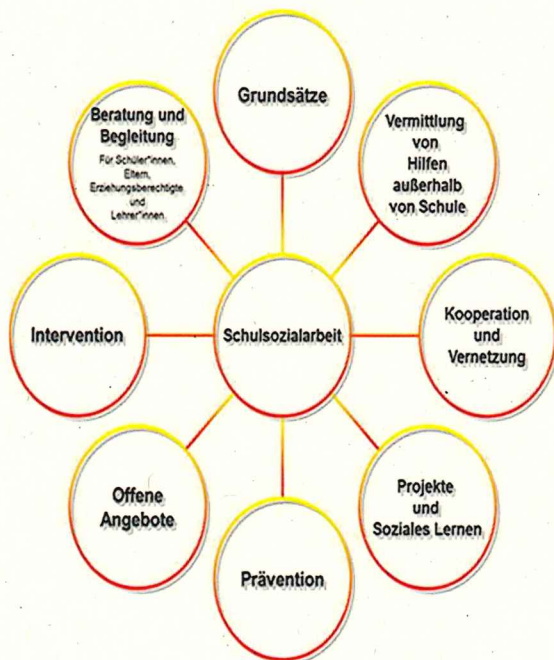 Grundsätze
Vermittlung
von
Hilfen
außerhalb
von Schule
Kooperation
und
Vernetzung
Projekte
und
Soziales Lernen
Prävention
Offene
Angebote
Intervention
Beratung und
Begleitung
Für Schüler*innen,
Eltern,
Erziehungsberechtigte
und
Lehrer*innen.
Schulsozialarbeit